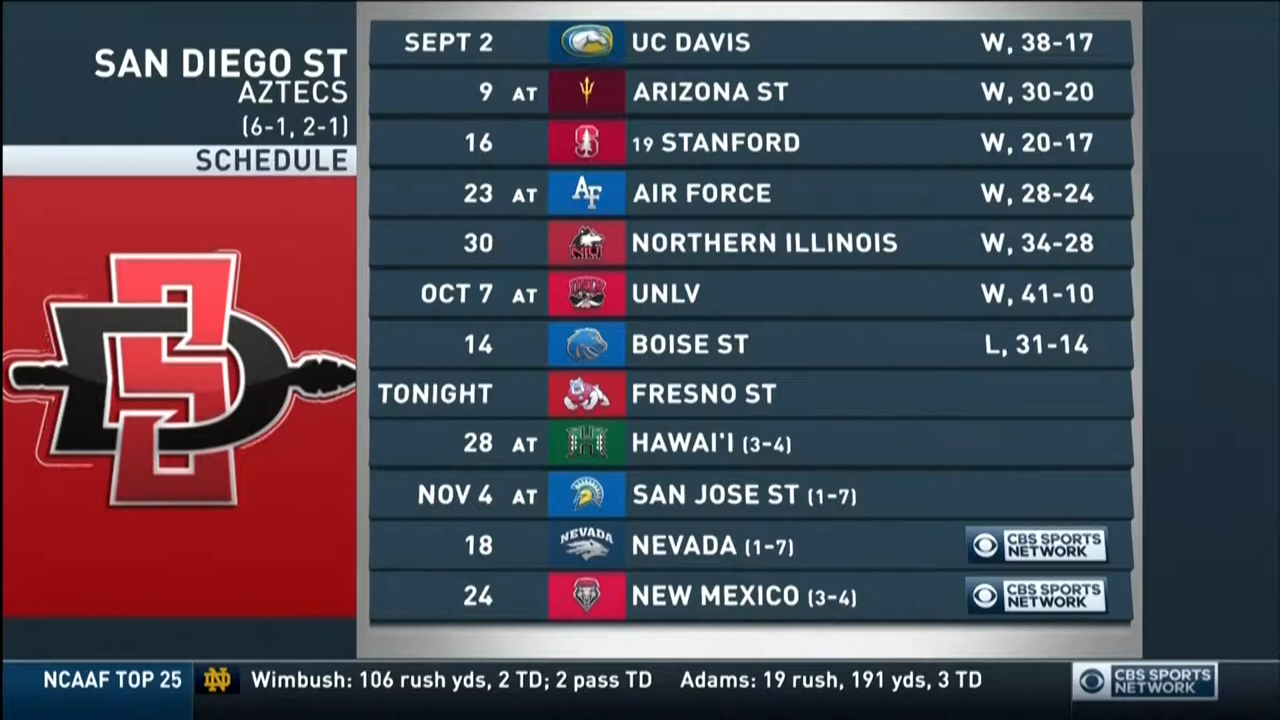 SAN DIEGO ST
AZTECS
(6-1, 2-1)
SCHEDULE
SEPT 2 UC DAVIS W, 38-17
9 AT ARIZONA ST W, 30-20
16 S 19 STANFORD W, 20-17
23 AT AF AIR FORCE W, 28-24
30 NIU NORTHERN ILLINOIS W, 34-28
OCT 7 AT UNLV UNLV W, 41-10
14 BOISE ST L, 31-14
TONIGHT FRESNO ST
28 AT H HAWAI'I (3-4)
NOV 4 AT SAN JOSE ST (1-7)
18 NEVADA NEVADA (1-7) CBS SPORTS NETWORK
24 NEW MEXICO (3-4) CBS SPORTS NETWORK
SD
NCAAF TOP 25 ND Wimbush: 106 rush yds, 2 TD; 2 pass TD Adams: 19 rush, 191 yds, 3 TD CBS SPORTS NETWORK